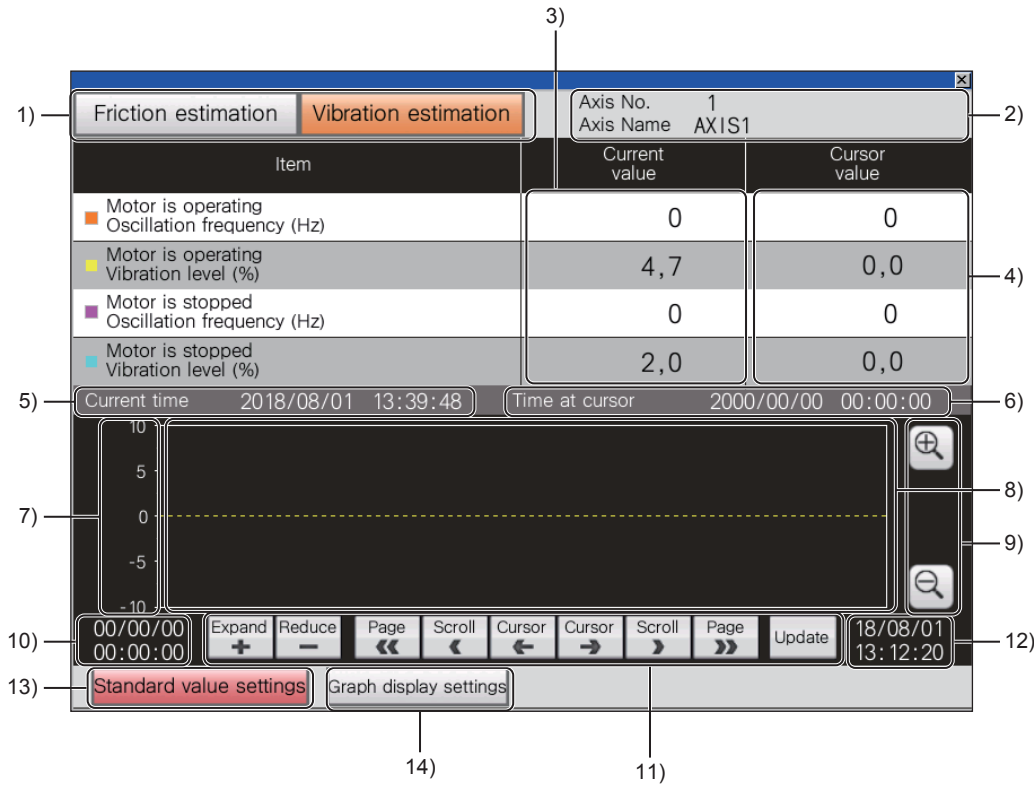 3)
1)
Friction estimation
Vibration estimation
Axis No. 1
Axis Name AXIS1
2)
Item
Current
value
Cursor
value
Motor is operating
Oscillation frequency (Hz)
0
0
Motor is operating
Vibration level (%)
4,7
0,0
4)
Motor is stopped
Oscillation frequency (Hz)
0
0
Motor is stopped
Vibration level (%)
2,0
0,0
5)
Current time 2018/08/01 13:39:48
Time at cursor 2000/00/00 00:00:00
6)
10
5
0
-5
-10
7)
8)
9)
10)
00/00/00
00:00:00
Expand
Reduce
Page
Scroll
Cursor
Cursor
Scroll
Page
Update
18/08/01
13:12:20
12)
13)
Standard value settings
Graph display settings
14)
11)